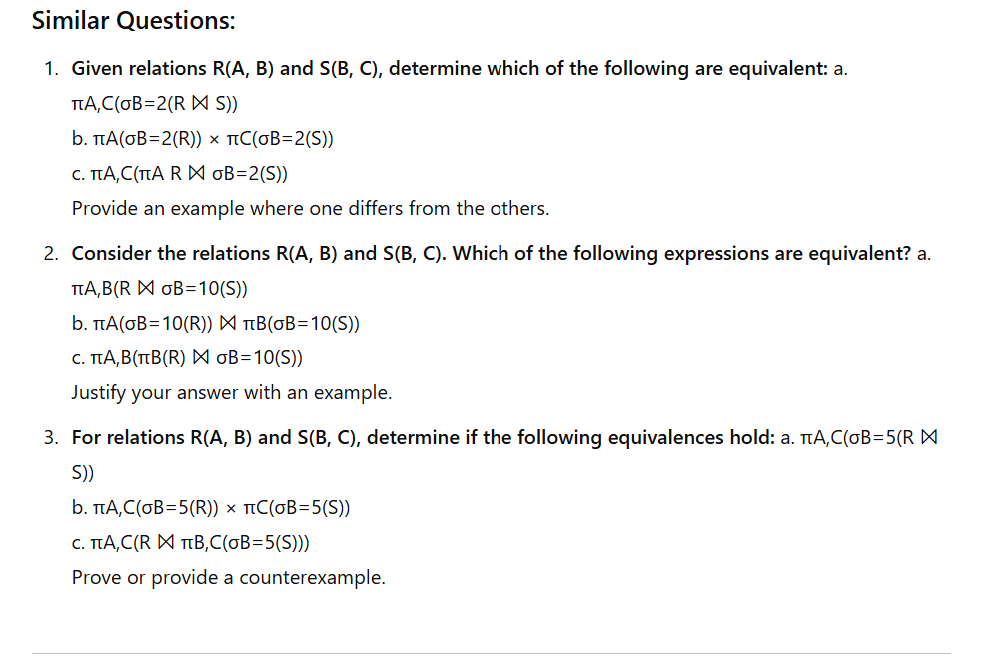 Similar Questions:
1. Given relations R(A, B) and S(B, C), determine which of the following are equivalent: a.
πA,C(σB=2(R ⋈ S))
b. πA(σB=2(R)) × πC(σB=2(S))
c. πA,C(πA R ⋈ σB=2(S))
Provide an example where one differs from the others.
2. Consider the relations R(A, B) and S(B, C). Which of the following expressions are equivalent? a.
πA,B(R ⋈ σB=10(S))
b. πA(σB=10(R)) ⋈ πB(σB=10(S))
c. πA,B(πB(R) ⋈ σB=10(S))
Justify your answer with an example.
3. For relations R(A, B) and S(B, C), determine if the following equivalences hold: a. πA,C(σB=5(R ⋈
S))
b. πA,C(σB=5(R)) × πC(σB=5(S))
c. πA,C(R ⋈ πB,C(σB=5(S)))
Prove or provide a counterexample.